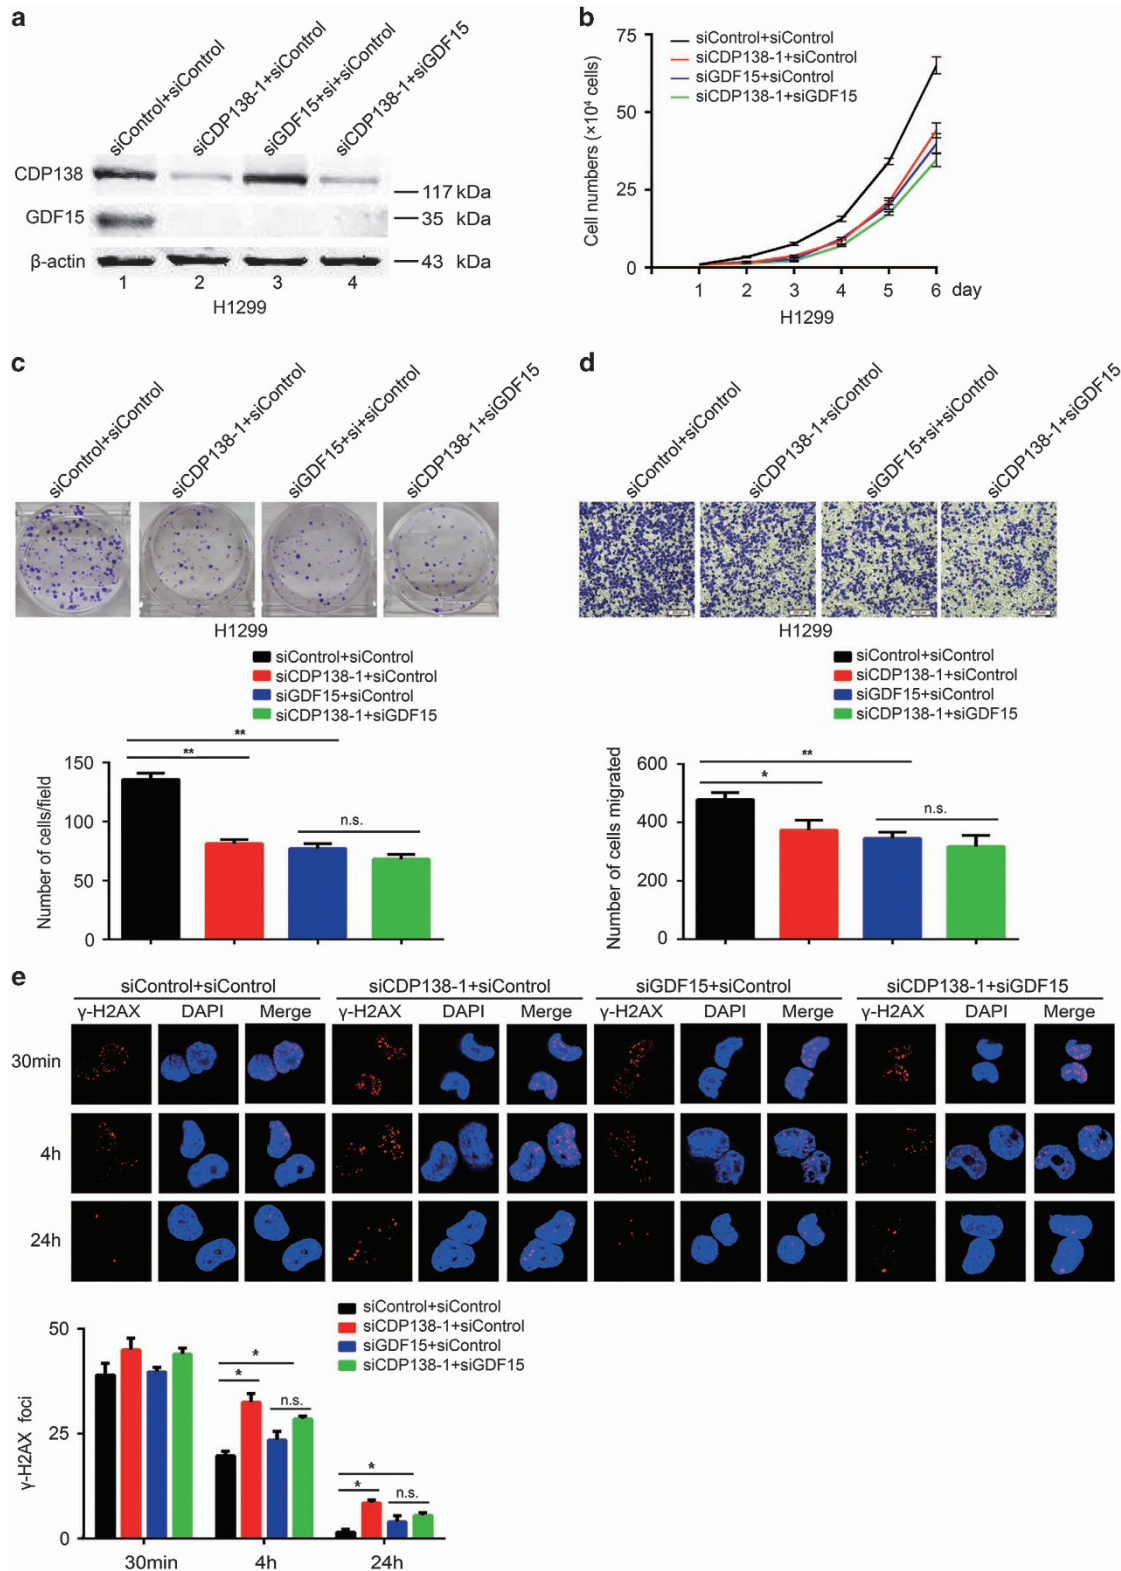 a
siControl+siControl
siCDP138-1+siControl
siGDF15+si+siControl
siCDP138-1+siGDF15
CDP138
117 kDa
GDF15
35 kDa
β-actin
43 kDa
1 2 3 4
H1299
b
siControl+siControl
siCDP138-1+siControl
siGDF15+siControl
siCDP138-1+siGDF15
Cell numbers (×10⁴ cells)
75
50
25
0
1 2 3 4 5 6 day
H1299
c
siControl+siControl
siCDP138-1+siControl
siGDF15+si+siControl
siCDP138-1+siGDF15
H1299
siControl+siControl
siCDP138-1+siControl
siGDF15+siControl
siCDP138-1+siGDF15
Number of cells/field
150
100
50
0
**
**
n.s.
d
siControl+siControl
siCDP138-1+siControl
siGDF15+si+siControl
siCDP138-1+siGDF15
H1299
siControl+siControl
siCDP138-1+siControl
siGDF15+siControl
siCDP138-1+siGDF15
Number of cells migrated
600
400
200
0
**
*
n.s.
e
siControl+siControl siCDP138-1+siControl siGDF15+siControl siCDP138-1+siGDF15
γ-H2AX DAPI Merge γ-H2AX DAPI Merge γ-H2AX DAPI Merge γ-H2AX DAPI Merge
30min
4h
24h
siControl+siControl
siCDP138-1+siControl
siGDF15+siControl
siCDP138-1+siGDF15
γ-H2AX foci
50
25
0
*
*
n.s.
*
*
n.s.
30min 4h 24h